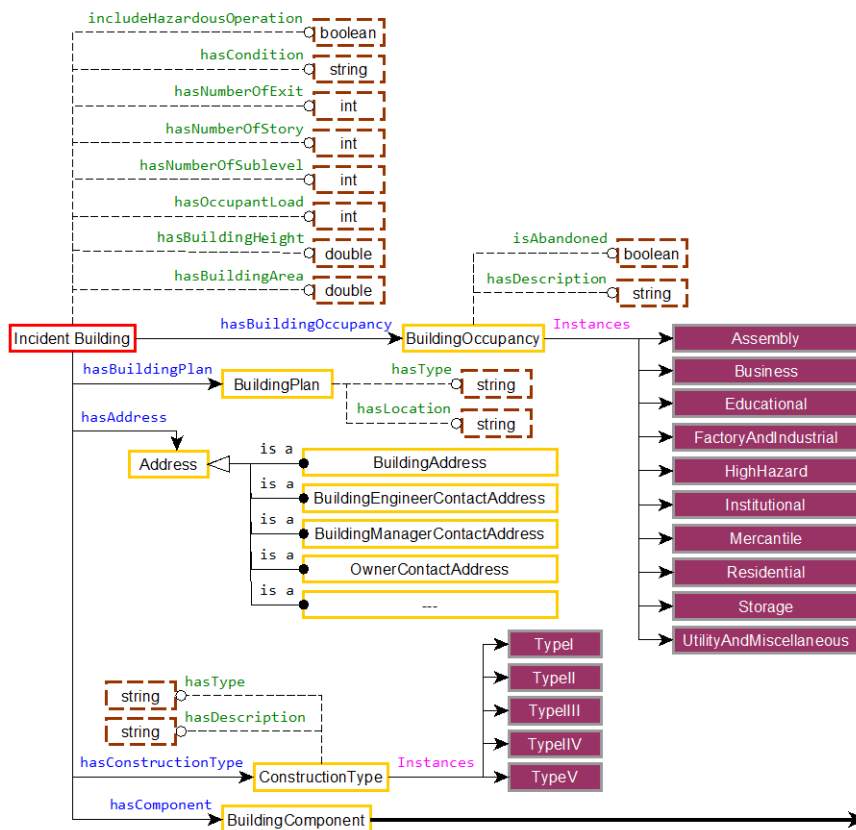 includeHazardousOperation
boolean
hasCondition
string
hasNumberOfExit
int
hasNumberOfStory
int
hasNumberOfSublevel
int
hasOccupantLoad
int
hasBuildingHeight
double
hasBuildingArea
double
isAbandoned
boolean
hasDescription
string
Incident Building
hasBuildingOccupancy
BuildingOccupancy
Instances
Assembly
Business
Educational
FactoryAndIndustrial
HighHazard
Institutional
Mercantile
Residential
Storage
UtilityAndMiscellaneous
hasBuildingPlan
BuildingPlan
hasType
string
hasLocation
string
hasAddress
Address
is a
BuildingAddress
is a
BuildingEngineerContactAddress
is a
BuildingManagerContactAddress
is a
OwnerContactAddress
is a
---
hasType
string
hasDescription
string
hasConstructionType
ConstructionType
Instances
TypeI
TypeII
TypeIII
TypeIIV
TypeV
hasComponent
BuildingComponent